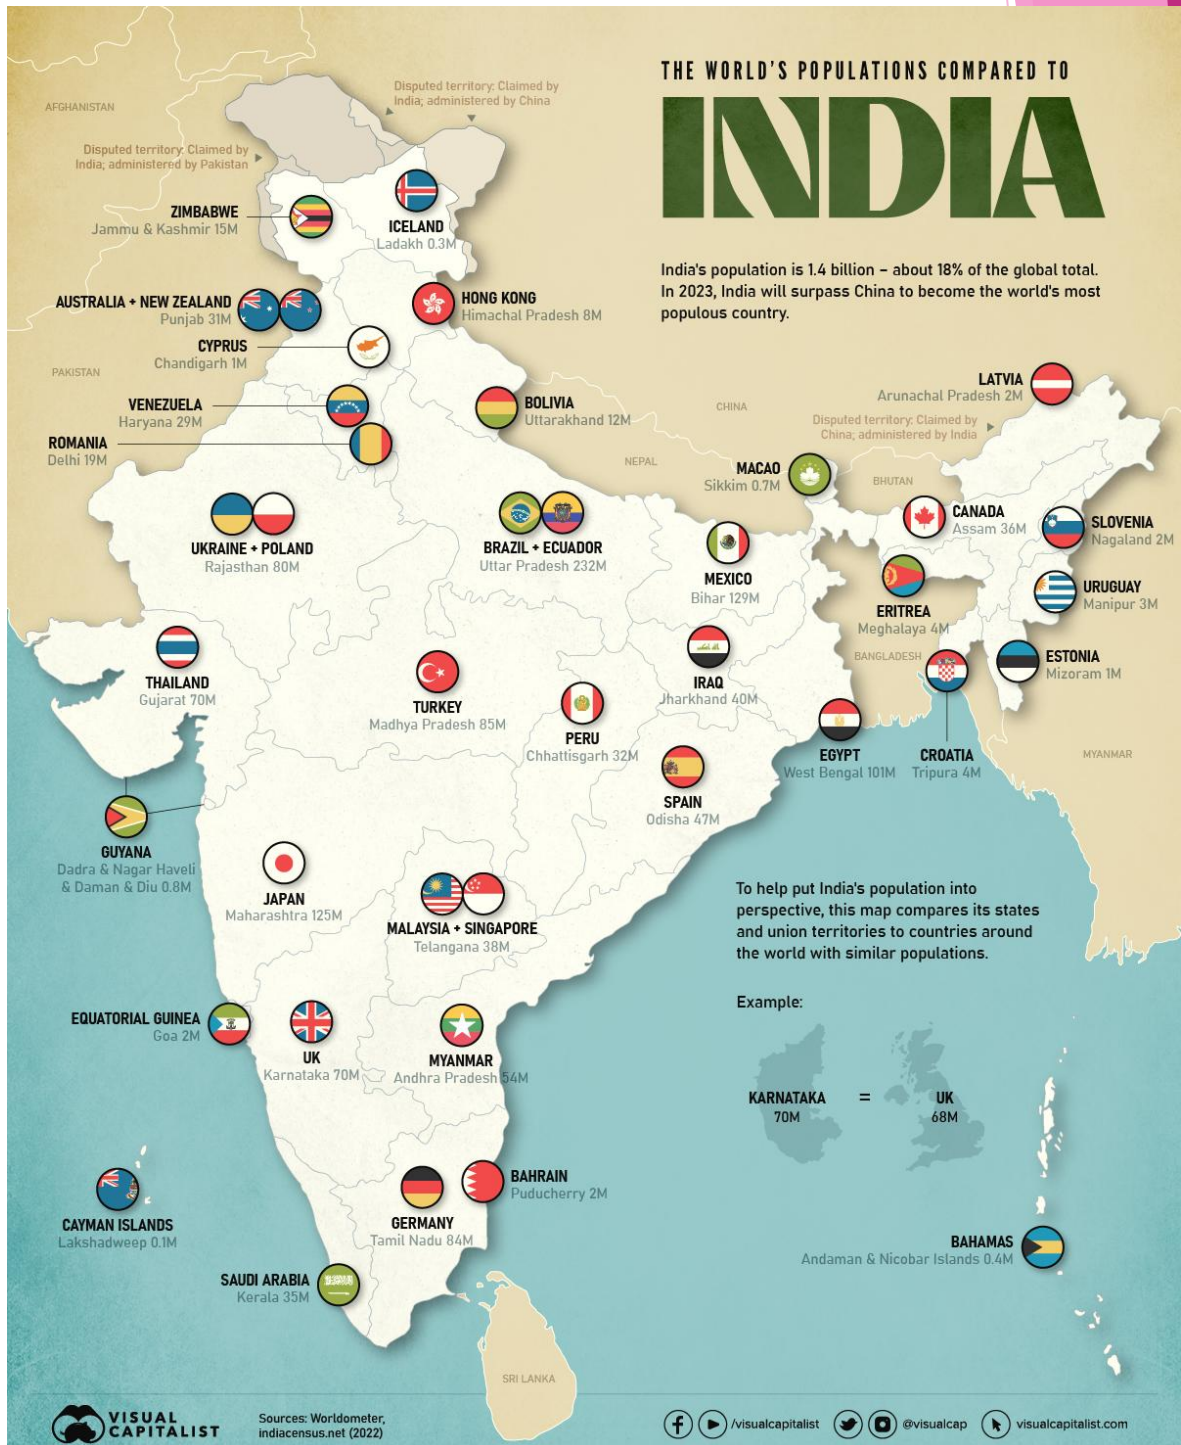 THE WORLD'S POPULATIONS COMPARED TO
INDIA
India's population is 1.4 billion – about 18% of the global total.
In 2023, India will surpass China to become the world's most
populous country.
AFGHANISTAN
Disputed territory: Claimed by
India; administered by China
Disputed territory: Claimed by
India; administered by Pakistan
ZIMBABWE
Jammu & Kashmir 15M
ICELAND
Ladakh 0.3M
AUSTRALIA + NEW ZEALAND
Punjab 31M
HONG KONG
Himachal Pradesh 8M
CYPRUS
Chandigarh 1M
PAKISTAN
VENEZUELA
Haryana 29M
BOLIVIA
Uttarakhand 12M
CHINA
LATVIA
Arunachal Pradesh 2M
Disputed territory: Claimed by
China; administered by India
ROMANIA
Delhi 19M
NEPAL
MACAO
Sikkim 0.7M
BHUTAN
UKRAINE + POLAND
Rajasthan 80M
BRAZIL + ECUADOR
Uttar Pradesh 232M
MEXICO
Bihar 129M
CANADA
Assam 36M
SLOVENIA
Nagaland 2M
ERITREA
Meghalaya 4M
URUGUAY
Manipur 3M
THAILAND
Gujarat 70M
TURKEY
Madhya Pradesh 85M
PERU
Chhattisgarh 32M
IRAQ
Jharkhand 40M
BANGLADESH
ESTONIA
Mizoram 1M
EGYPT
West Bengal 101M
CROATIA
Tripura 4M
MYANMAR
SPAIN
Odisha 47M
GUYANA
Dadra & Nagar Haveli
& Daman & Diu 0.8M
JAPAN
Maharashtra 125M
MALAYSIA + SINGAPORE
Telangana 38M
To help put India's population into
perspective, this map compares its states
and union territories to countries around
the world with similar populations.
Example:
KARNATAKA
70M
=
UK
68M
EQUATORIAL GUINEA
Goa 2M
UK
Karnataka 70M
MYANMAR
Andhra Pradesh 54M
CAYMAN ISLANDS
Lakshadweep 0.1M
GERMANY
Tamil Nadu 84M
BAHRAIN
Puducherry 2M
BAHAMAS
Andaman & Nicobar Islands 0.4M
SAUDI ARABIA
Kerala 35M
SRI LANKA
VISUAL
CAPITALIST
Sources: Worldometer,
indiacensus.net (2022)
/visualcapitalist
@visualcap
visualcapitalist.com